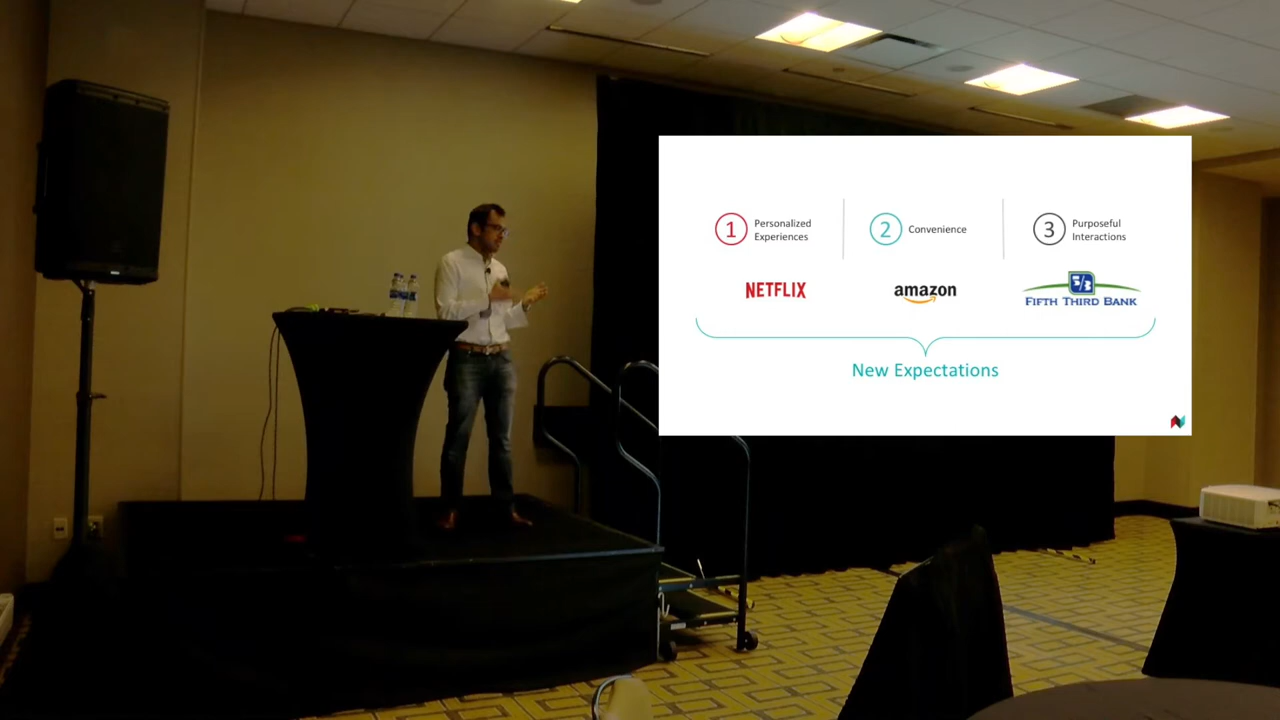 1
Personalized
Experiences
2
Convenience
3
Purposeful
Interactions
NETFLIX
amazon
FIFTH THIRD BANK
New Expectations